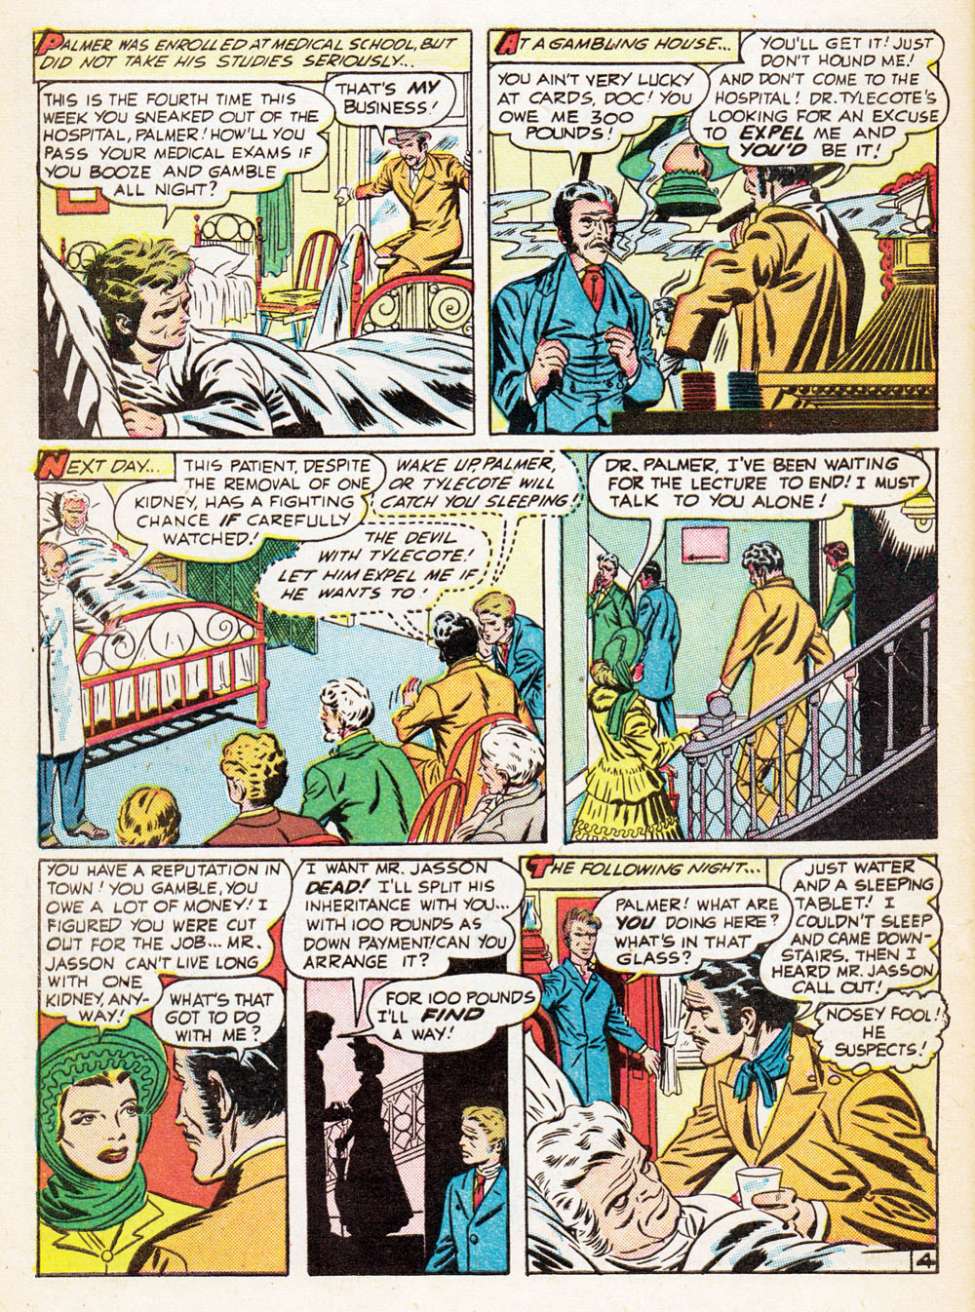 PALMER WAS ENROLLED AT MEDICAL SCHOOL, BUT
DID NOT TAKE HIS STUDIES SERIOUSLY...
THIS IS THE FOURTH TIME THIS
WEEK YOU SNEAKED OUT OF THE
HOSPITAL, PALMER! HOW'LL YOU
PASS YOUR MEDICAL EXAMS IF
YOU BOOZE AND GAMBLE
ALL NIGHT?
THAT'S MY
BUSINESS!
AT A GAMBLING HOUSE...
YOU AIN'T VERY LUCKY
AT CARDS, DOC! YOU
OWE ME 300
POUNDS!
YOU'LL GET IT! JUST
DON'T HOUND ME!
AND DON'T COME TO THE
HOSPITAL! DR. TYLECOTE'S
LOOKING FOR AN EXCUSE
TO EXPEL ME AND
YOU'D BE IT!
NEXT DAY...
THIS PATIENT, DESPITE
THE REMOVAL OF ONE
KIDNEY, HAS A FIGHTING
CHANCE IF CAREFULLY
WATCHED!
WAKE UP, PALMER,
OR TYLECOTE WILL
CATCH YOU SLEEPING!
THE DEVIL
WITH TYLECOTE!
LET HIM EXPEL ME IF
HE WANTS TO!
DR. PALMER, I'VE BEEN WAITING
FOR THE LECTURE TO END! I MUST
TALK TO YOU ALONE!
YOU HAVE A REPUTATION IN
TOWN! YOU GAMBLE, YOU
OWE A LOT OF MONEY! I
FIGURED YOU WERE CUT
OUT FOR THE JOB... MR.
JASSON CAN'T LIVE LONG
WITH ONE
KIDNEY, ANY-
WAY!
WHAT'S THAT
GOT TO DO
WITH ME?
I WANT MR. JASSON
DEAD! I'LL SPLIT HIS
INHERITANCE WITH YOU...
WITH 100 POUNDS AS
DOWN PAYMENT! CAN YOU
ARRANGE IT?
FOR 100 POUNDS
I'LL FIND
A WAY!
THE FOLLOWING NIGHT...
PALMER! WHAT ARE
YOU DOING HERE?
WHAT'S IN THAT
GLASS?
JUST WATER
AND A SLEEPING
TABLET! I
COULDN'T SLEEP
AND CAME DOWN-
STAIRS. THEN I
HEARD MR. JASSON
CALL OUT!
NOSEY FOOL!
HE
SUSPECTS!
4